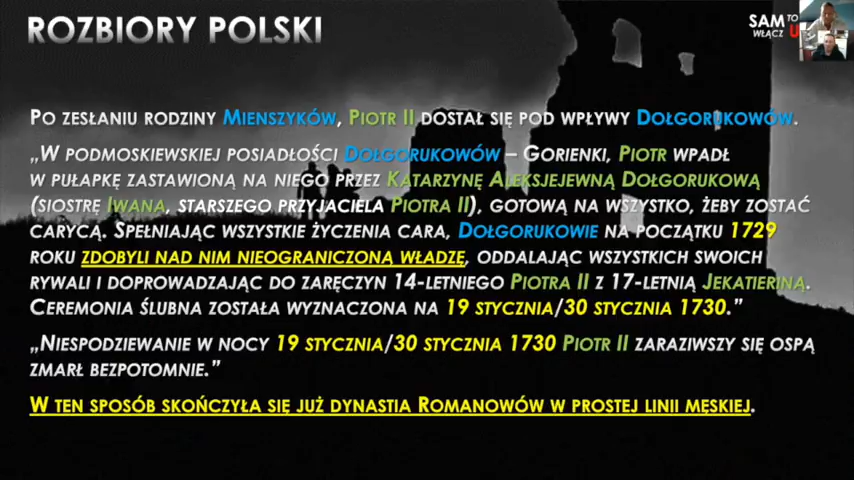 ROZBIORY POLSKI
SAM TO
WŁĄCZ
PO ZESŁANIU RODZINY MIENSZYKÓW, PIOTR II DOSTAŁ SIĘ POD WPŁYWY DOŁGORUKOWÓW.
„W PODMOSKIEWSKIEJ POSIADŁOŚCI DOŁGORUKOWÓW – GORIENKI, PIOTR WPADŁ
W PUŁAPKĘ ZASTAWIONĄ NA NIEGO PRZEZ KATARZYNĘ ALEKSJEJEWNĄ DOŁGORUKOWĄ
(SIOSTRĘ IWANA, STARSZEGO PRZYJACIELA PIOTRA II), GOTOWĄ NA WSZYSTKO, ŻEBY ZOSTAĆ
CARYCĄ. SPEŁNIAJĄC WSZYSTKIE ŻYCZENIA CARA, DOŁGORUKOWIE NA POCZĄTKU 1729
ROKU ZDOBYLI NAD NIM NIEOGRANICZONĄ WŁADZĘ, ODDALAJĄC WSZYSTKICH SWOICH
RYWALI I DOPROWADZAJĄC DO ZARĘCZYN 14-LETNIEGO PIOTRA II Z 17-LETNIĄ JEKATIERINĄ.
CEREMONIA ŚLUBNA ZOSTAŁA WYZNACZONA NA 19 STYCZNIA/30 STYCZNIA 1730."
„NIESPODZIEWANIE W NOCY 19 STYCZNIA/30 STYCZNIA 1730 PIOTR II ZARAZIWSZY SIĘ OSPĄ
ZMARŁ BEZPOTOMNIE."
W TEN SPOSÓB SKOŃCZYŁA SIĘ JUŻ DYNASTIA ROMANOWÓW W PROSTEJ LINII MĘSKIEJ.